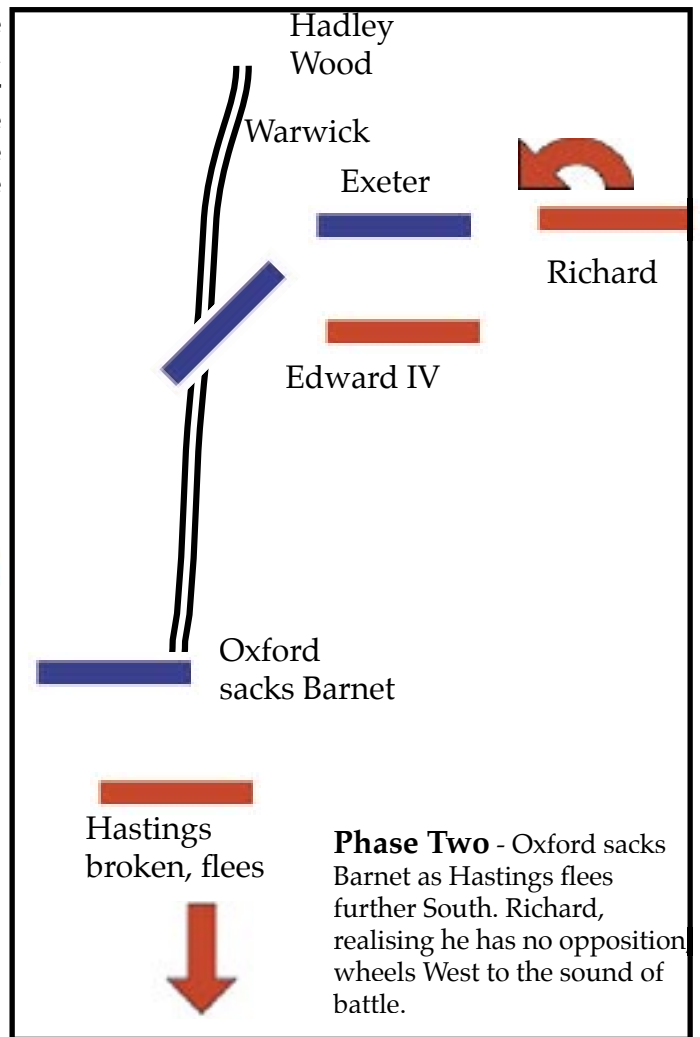 Hadley
Wood
Warwick
Exeter
Richard
Edward IV
Oxford
sacks Barnet
Hastings
broken, flees
Phase Two - Oxford sacks
Barnet as Hastings flees
further South. Richard,
realising he has no opposition
wheels West to the sound of
battle.